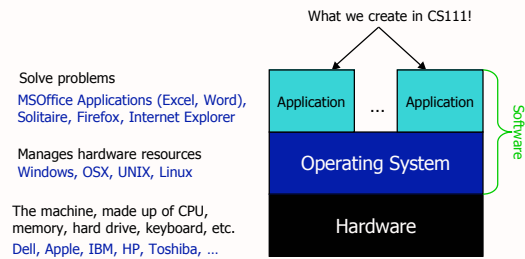 What we create in CS111!
Solve problems
MSOffice Applications (Excel, Word),
Solitaire, Firefox, Internet Explorer
Application
...
Application
Software
Manages hardware resources
Windows, OSX, UNIX, Linux
Operating System
The machine, made up of CPU,
memory, hard drive, keyboard, etc.
Dell, Apple, IBM, HP, Toshiba, ...
Hardware